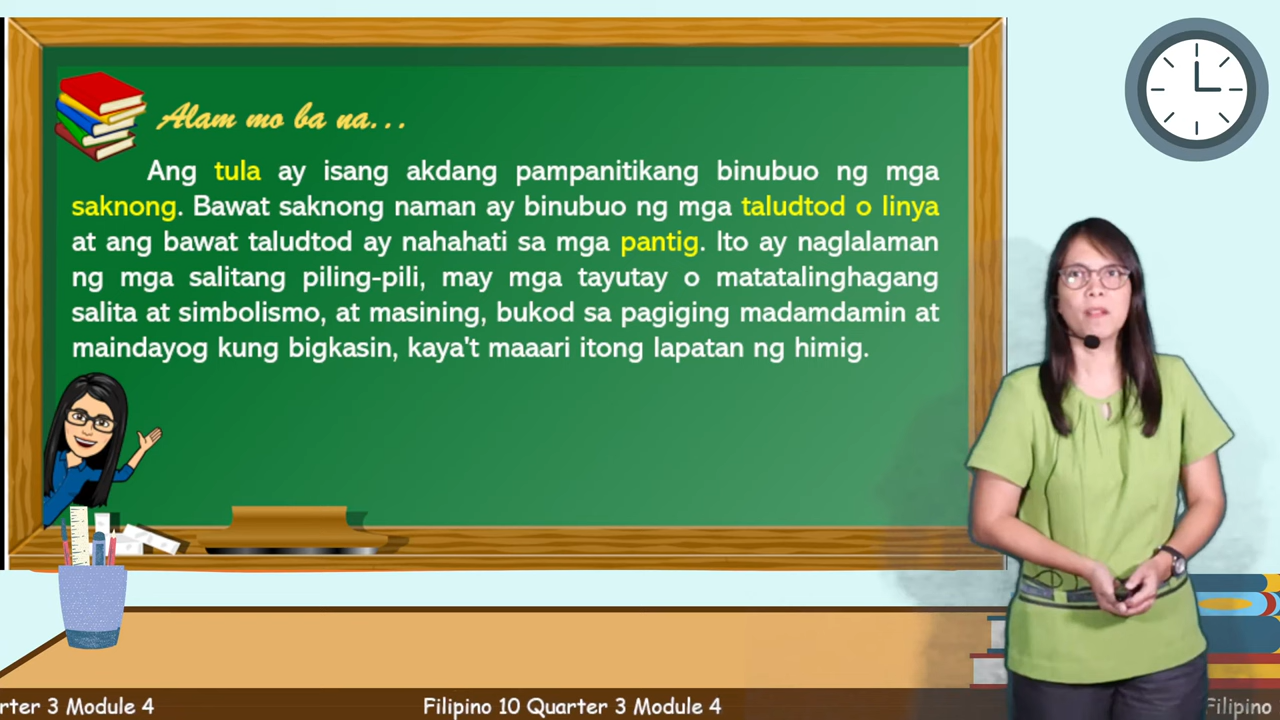 Alam mo ba na...
Ang tula ay isang akdang pampanitikang binubuo ng mga
saknong. Bawat saknong naman ay binubuo ng mga taludtod o linya
at ang bawat taludtod ay nahahati sa mga pantig. Ito ay naglalaman
ng mga salitang piling-pili, may mga tayutay o matatalinghagang
salita at simbolismo, at masining, bukod sa pagiging madamdamin at
maindayog kung bigkasin, kaya't maaari itong lapatan ng himig.
rter 3 Module 4 Filipino 10 Quarter 3 Module 4 Filipino